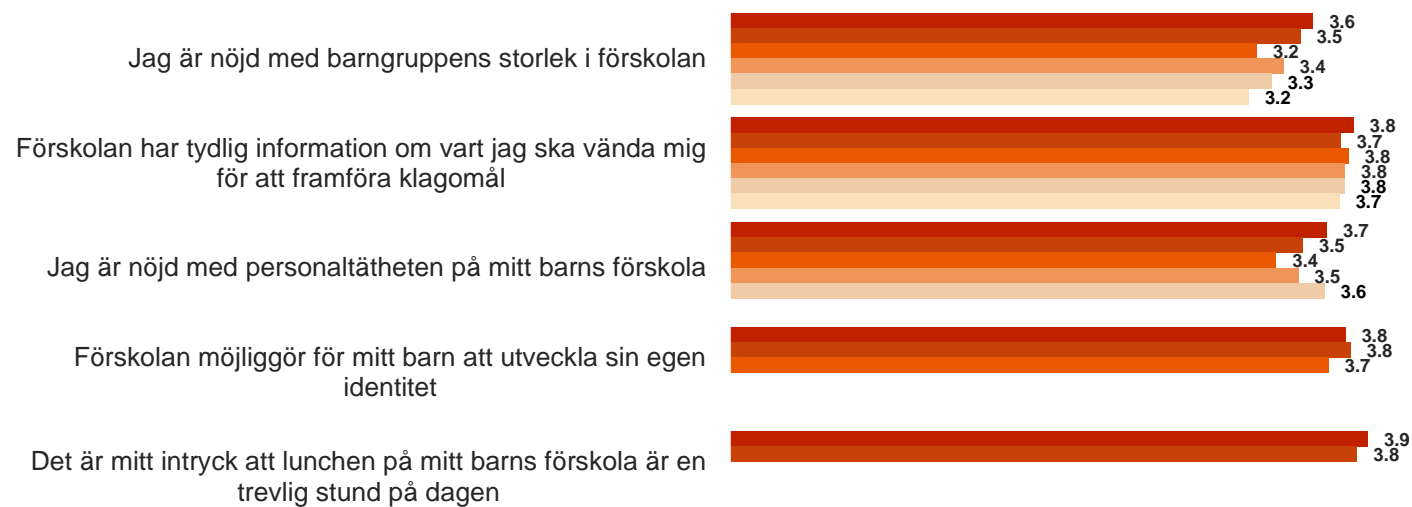 Jag är nöjd med barngruppens storlek i förskolan
3.6
3.5
3.2
3.4
3.3
3.2
Förskolan har tydlig information om vart jag ska vända mig
för att framföra klagomål
3.8
3.7
3.8
3.8
3.8
3.7
Jag är nöjd med personaltätheten på mitt barns förskola
3.7
3.5
3.4
3.5
3.6
Förskolan möjliggör för mitt barn att utveckla sin egen
identitet
3.8
3.8
3.7
Det är mitt intryck att lunchen på mitt barns förskola är en
trevlig stund på dagen
3.9
3.8